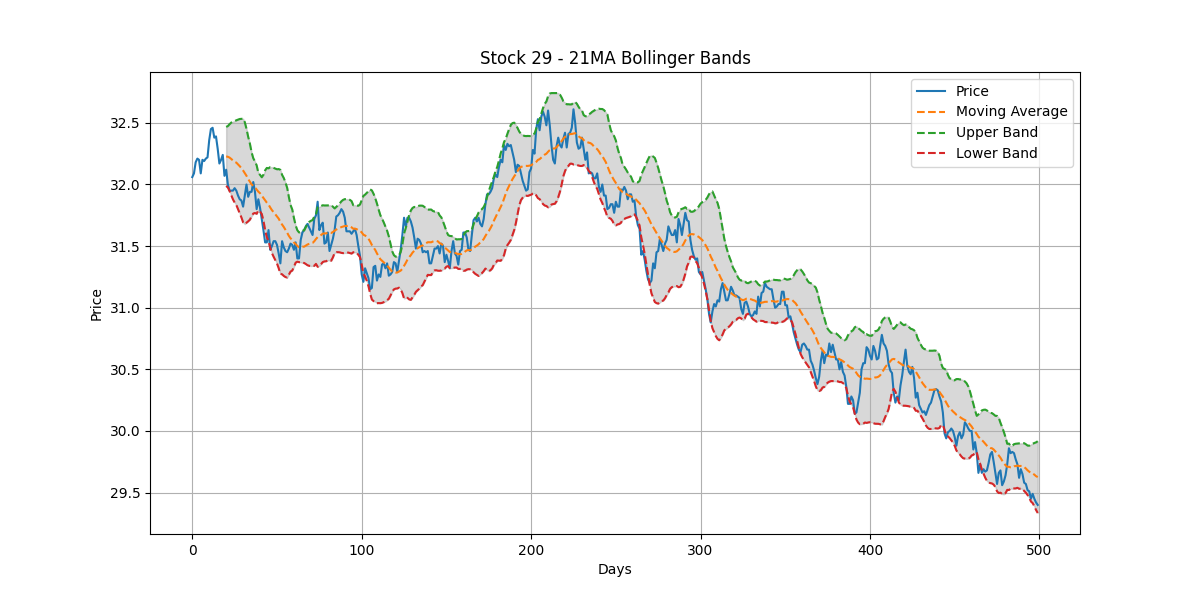 Stock 29 - 21MA Bollinger Bands
Price
Moving Average
Upper Band
Lower Band
32.5
32.0
31.5
31.0
30.5
30.0
29.5
Price
0 100 200 300 400 500
Days